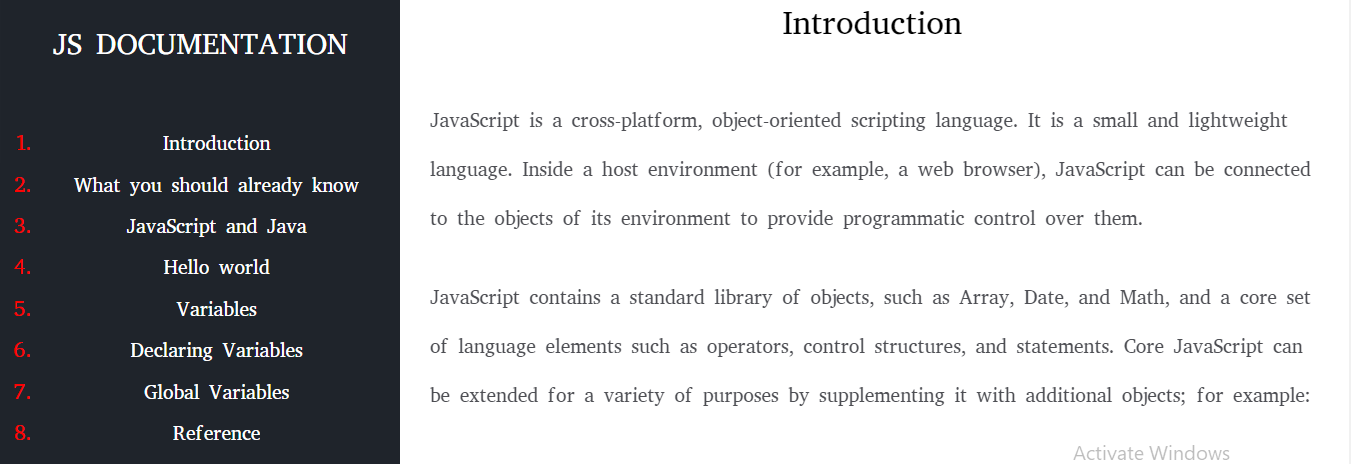 JS DOCUMENTATION
1. Introduction
2. What you should already know
3. JavaScript and Java
4. Hello world
5. Variables
6. Declaring Variables
7. Global Variables
8. Reference
Introduction
JavaScript is a cross-platform, object-oriented scripting language. It is a small and lightweight
language. Inside a host environment (for example, a web browser), JavaScript can be connected
to the objects of its environment to provide programmatic control over them.
JavaScript contains a standard library of objects, such as Array, Date, and Math, and a core set
of language elements such as operators, control structures, and statements. Core JavaScript can
be extended for a variety of purposes by supplementing it with additional objects; for example:
Activate Windows